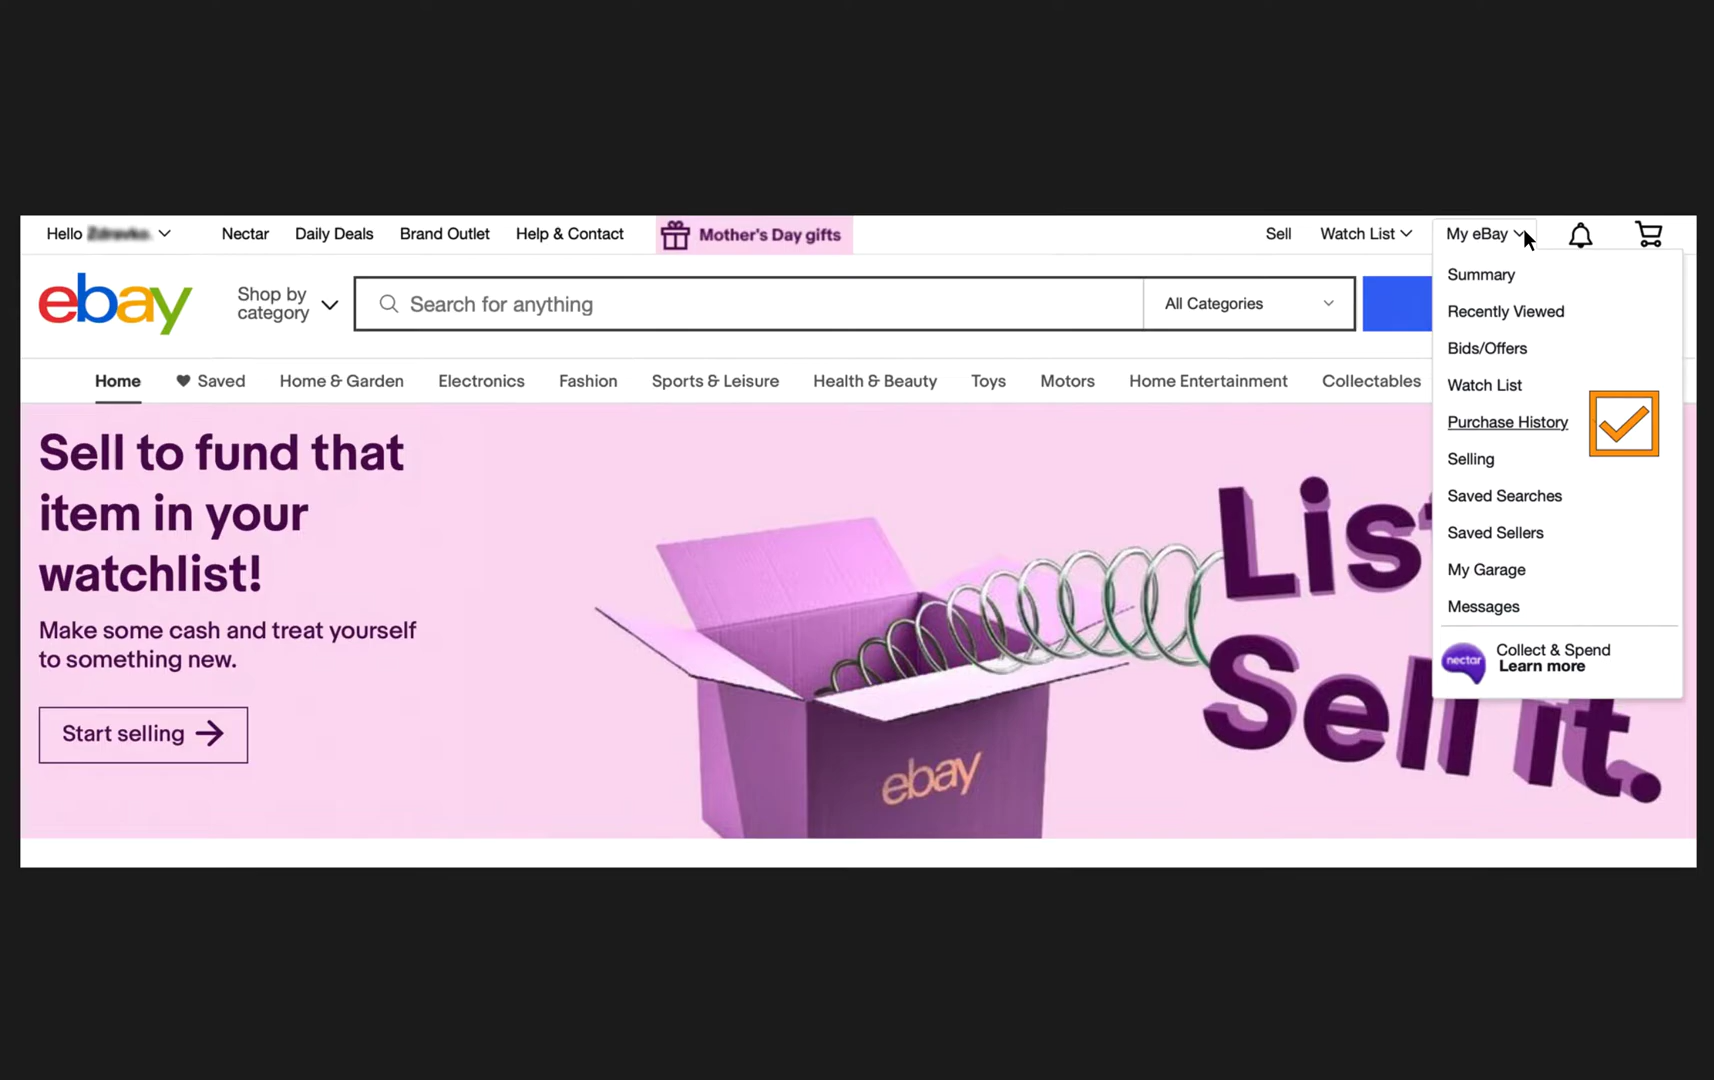 Hello
Nectar
Daily Deals
Brand Outlet
Help & Contact
Mother's Day gifts
Sell
Watch List
My eBay
ebay
Shop by
category
Search for anything
All Categories
Summary
Recently Viewed
Bids/Offers
Watch List
Purchase History
Selling
Saved Searches
Saved Sellers
My Garage
Messages
nectar
Collect & Spend
Learn more
Home
Saved
Home & Garden
Electronics
Fashion
Sports & Leisure
Health & Beauty
Toys
Motors
Home Entertainment
Collectables
Sell to fund that
item in your
watchlist!
Make some cash and treat yourself
to something new.
Start selling
ebay
Sell it.